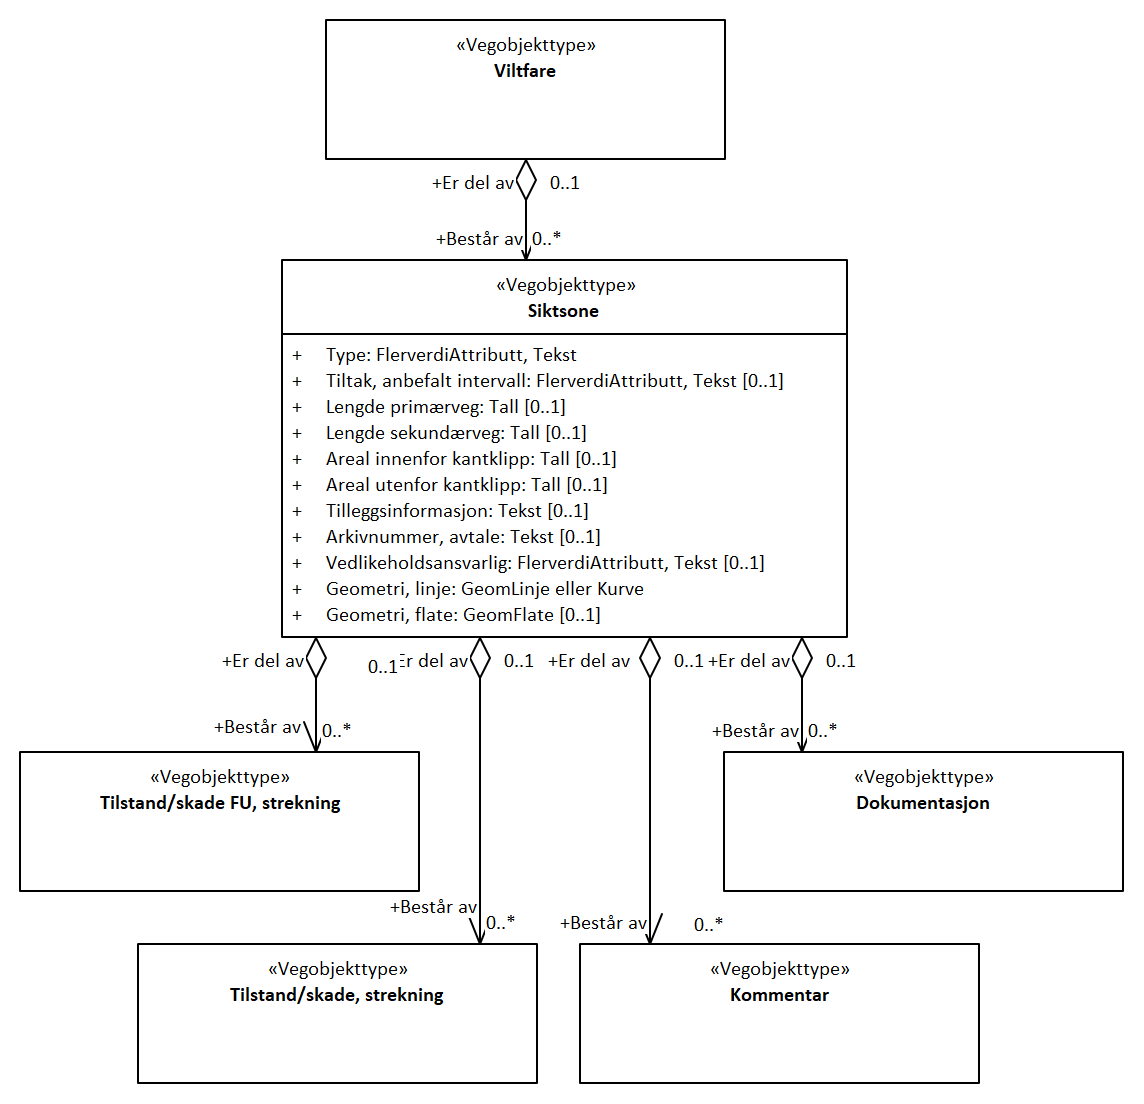 «Vegobjekttype»
Viltfare
+Er del av 0..1
+Består av 0..*
«Vegobjekttype»
Siktsone
+ Type: FlerverdiAttributt, Tekst
+ Tiltak, anbefalt intervall: FlerverdiAttributt, Tekst [0..1]
+ Lengde primærveg: Tall [0..1]
+ Lengde sekundærveg: Tall [0..1]
+ Areal innenfor kantklipp: Tall [0..1]
+ Areal utenfor kantklipp: Tall [0..1]
+ Tilleggsinformasjon: Tekst [0..1]
+ Arkivnummer, avtale: Tekst [0..1]
+ Vedlikeholdsansvarlig: FlerverdiAttributt, Tekst [0..1]
+ Geometri, linje: GeomLinje eller Kurve
+ Geometri, flate: GeomFlate [0..1]
+Er del av 0..1 Er del av 0..1 +Er del av 0..1 +Er del av 0..1
+Består av 0..* +Består av 0..*
«Vegobjekttype»
Tilstand/skade FU, strekning
«Vegobjekttype»
Dokumentasjon
+Består av 0..* +Består av 0..*
«Vegobjekttype»
Tilstand/skade, strekning
«Vegobjekttype»
Kommentar